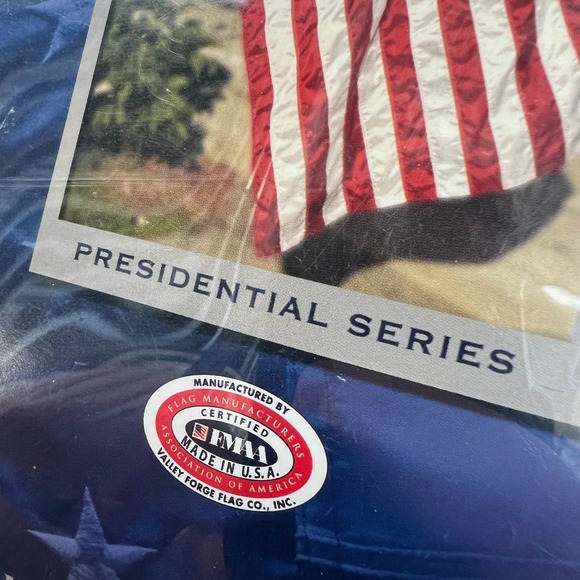 PRESIDENTIAL SERIES
MANUFACTURED BY
FLAG MANUFACTURERS
CERTIFIED
FMAA
MADE IN U.S.A.
ASSOCIATION OF AMERICA
VALLEY FORGE FLAG CO., INC.